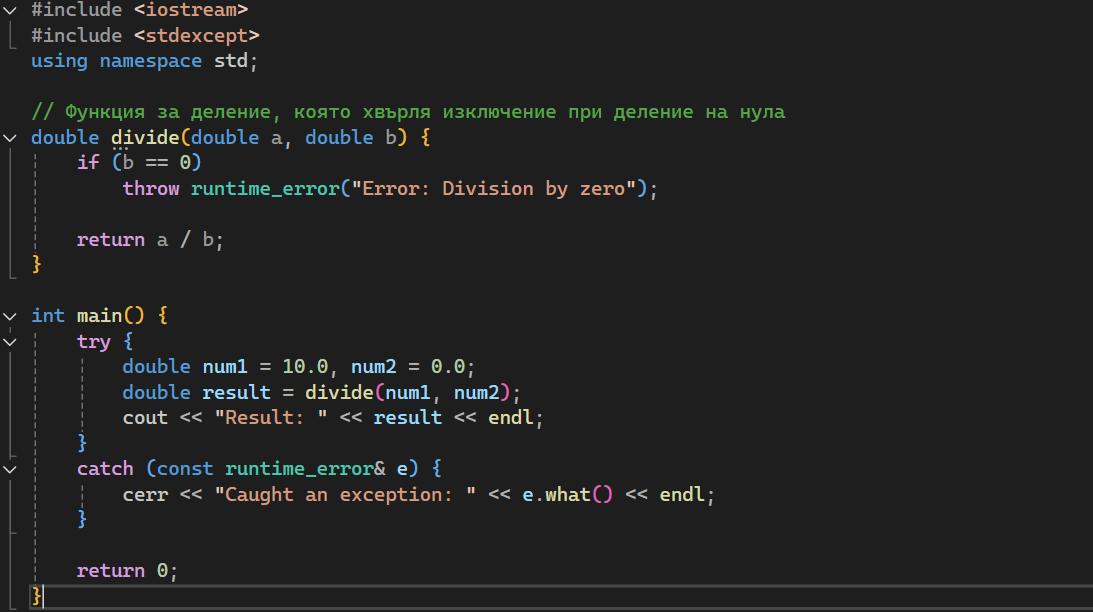 #include <iostream>
#include <stdexcept>
using namespace std;
// Функция за деление, която хвърля изключение при деление на нула
double divide(double a, double b) {
if (b == 0)
throw runtime_error("Error: Division by zero");
return a / b;
}
int main() {
try {
double num1 = 10.0, num2 = 0.0;
double result = divide(num1, num2);
cout << "Result: " << result << endl;
}
catch (const runtime_error& e) {
cerr << "Caught an exception: " << e.what() << endl;
}
return 0;
}